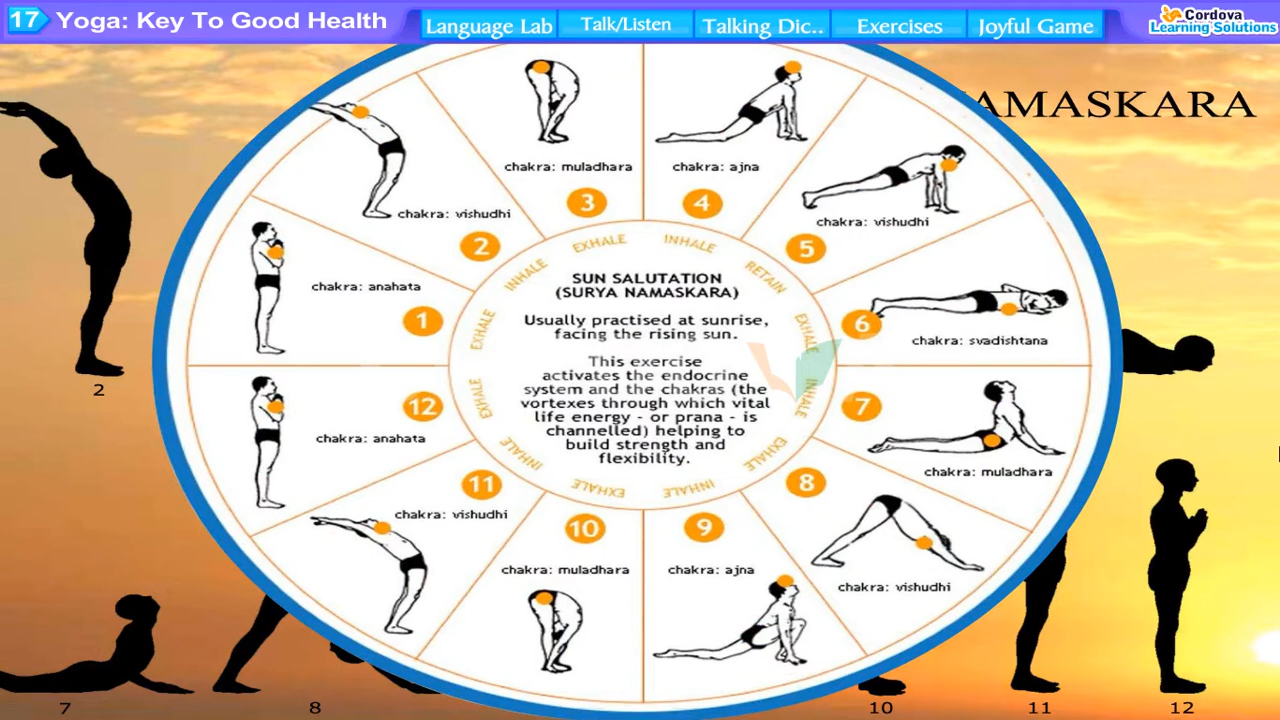 17 Yoga: Key To Good Health
Language Lab
Talk/Listen
Talking Dic..
Exercises
Joyful Game
Cordova
Learning Solutions
AMASKARA
chakra: muladhara
chakra: ajna
3
4
chakra: vishudhi
2
chakra: vishudhi
5
chakra: anahata
1
chakra: svadishtana
6
EXHALE
INHALE
EXHALE
INHALE
RETAIN
EXHALE
SUN SALUTATION
(SURYA NAMASKARA)
Usually practised at sunrise,
facing the rising sun.
This exercise
activates the endocrine
system and the chakras (the
vortexes through which vital
life energy - or prana - is
channelled) helping to
build strength and
flexibility.
EXHALE
INHALE
EXHALE
INHALE
EXHALE
INHALE
12
chakra: anahata
7
chakra: muladhara
11
chakra: vishudhi
8
chakra: vishudhi
10
chakra: muladhara
9
chakra: ajna
2
7
8
10
11
12